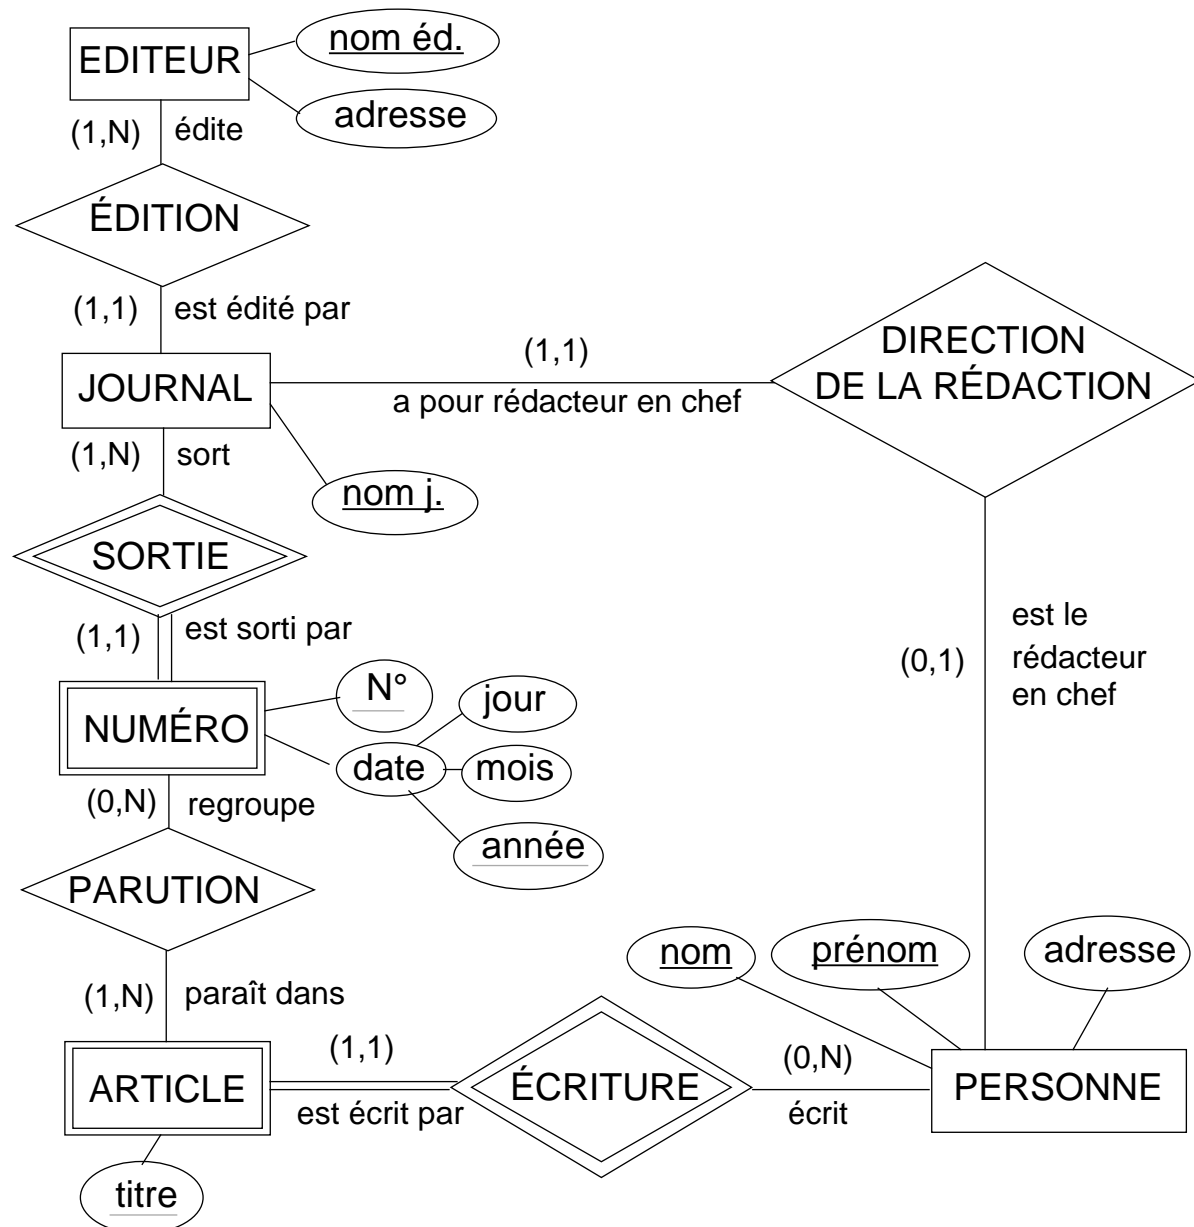 nom éd.
EDITEUR
adresse
(1,N) édite
ÉDITION
(1,1) est édité par
(1,1)
DIRECTION
DE LA RÉDACTION
JOURNAL
a pour rédacteur en chef
(1,N) sort
nom j.
SORTIE
(1,1) est sorti par
est le
(0,1) rédacteur
en chef
N°
jour
NUMÉRO
date
mois
(0,N) regroupe
année
PARUTION
nom
prénom
adresse
(1,N) paraît dans
(1,1)
(0,N)
ARTICLE
ÉCRITURE
PERSONNE
est écrit par
écrit
titre